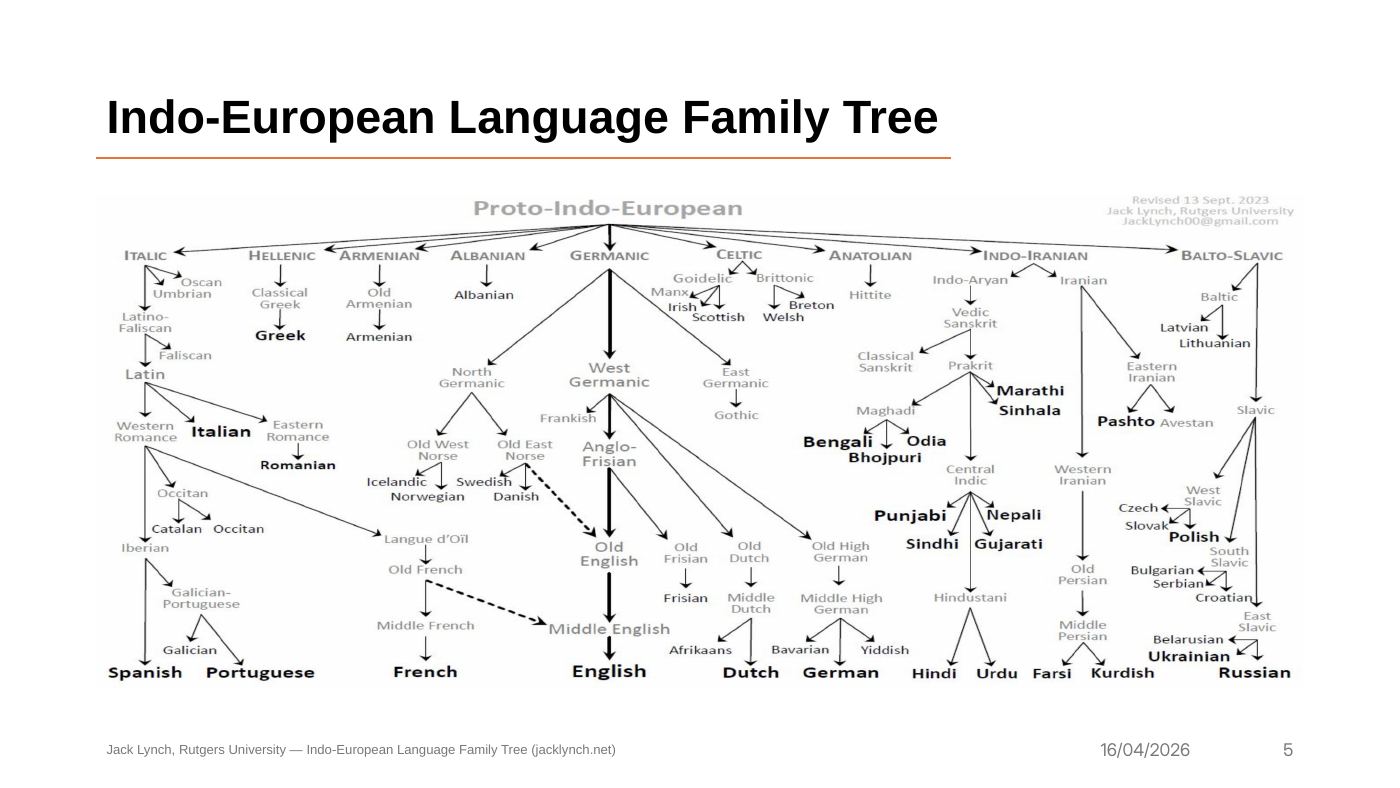 Indo-European Language Family Tree
Proto-Indo-European
Revised 13 Sept. 2023
Jack Lynch, Rutgers University
JackLynch00@gmail.com
ITALIC HELLENIC ARMENIAN ALBANIAN GERMANIC CELTIC ANATOLIAN INDO-IRANIAN BALTO-SLAVIC
Oscan
Umbrian
Latino-
Faliscan
Faliscan
Latin
Western
Romance
Italian
Eastern
Romance
Romanian
Occitan
Catalan Occitan
Iberian
Galician-
Portuguese
Galician
Spanish Portuguese
Langue d'Oïl
Old French
Middle French
French
Classical
Greek
Greek
Old
Armenian
Armenian
Albanian
North
Germanic
West
Germanic
East
Germanic
Gothic
Old West
Norse
Old East
Norse
Icelandic
Norwegian
Swedish
Danish
Frankish
Anglo-
Frisian
Old
English
Middle English
English
Old
Frisian
Frisian
Old
Dutch
Middle
Dutch
Afrikaans
Dutch
Old High
German
Middle High
German
Bavarian Yiddish
German
Goidelic Brittonic
Manx
Irish
Scottish
Breton
Welsh
Hittite
Indo-Aryan Iranian
Vedic
Sanskrit
Classical
Sanskrit
Prakrit
Marathi
Sinhala
Maghadi
Bengali Odia
Bhojpuri
Central
Indic
Punjabi Nepali
Sindhi Gujarati
Hindustani
Hindi Urdu
Eastern
Iranian
Pashto Avestan
Western
Iranian
Old
Persian
Middle
Persian
Farsi Kurdish
Baltic
Latvian
Lithuanian
Slavic
West
Slavic
Czech
Slovak
Polish
South
Slavic
Bulgarian
Serbian
Croatian
East
Slavic
Belarusian
Ukrainian
Russian
Jack Lynch, Rutgers University — Indo-European Language Family Tree (jacklynch.net)
16/04/2026
5